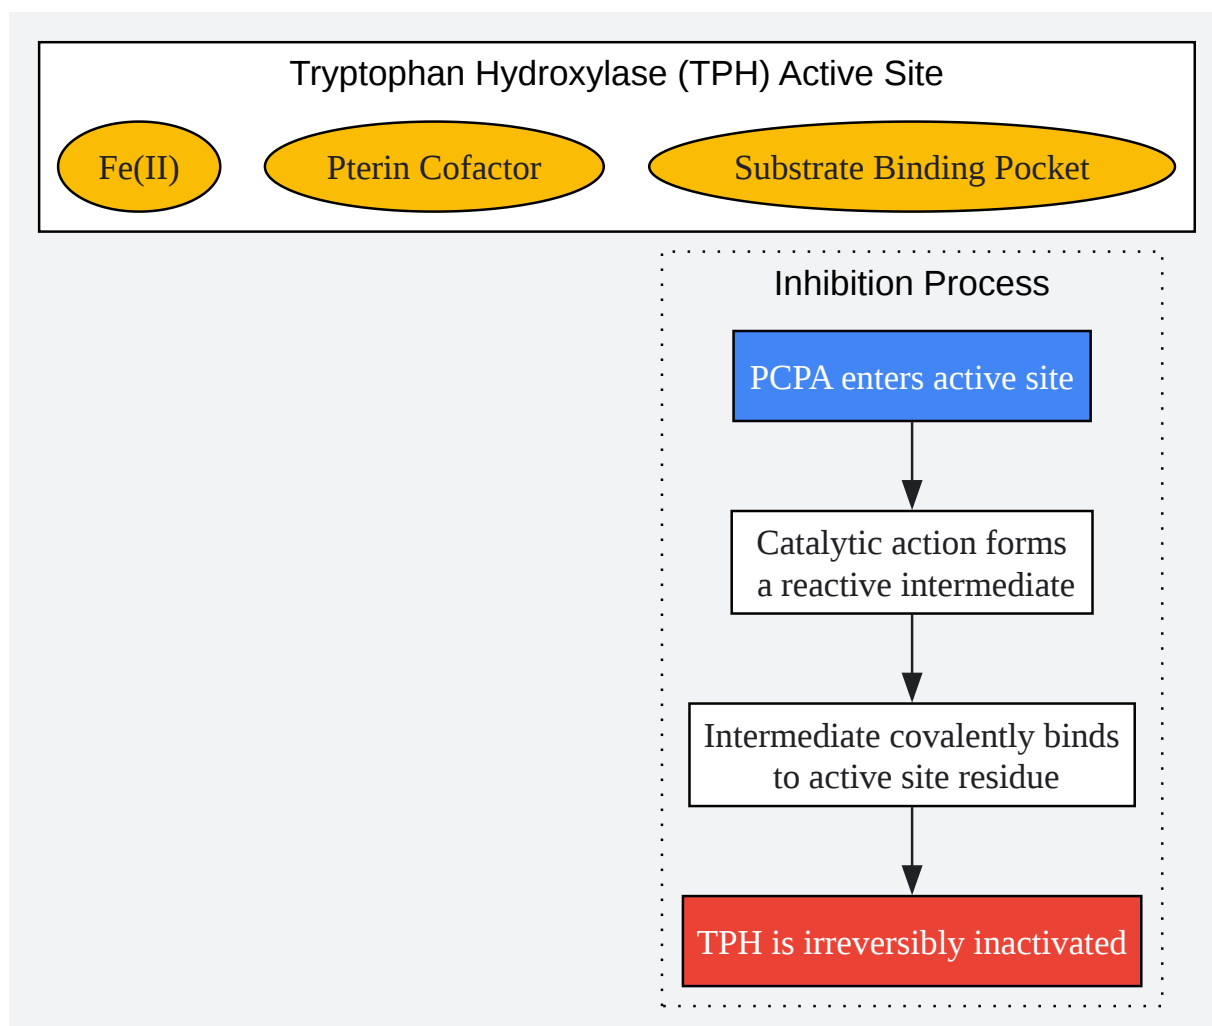 Tryptophan Hydroxylase (TPH) Active Site
Fe(II)
Pterin Cofactor
Substrate Binding Pocket
Inhibition Process
PCPA enters active site
Catalytic action forms
a reactive intermediate
Intermediate covalently binds
to active site residue
TPH is irreversibly inactivated